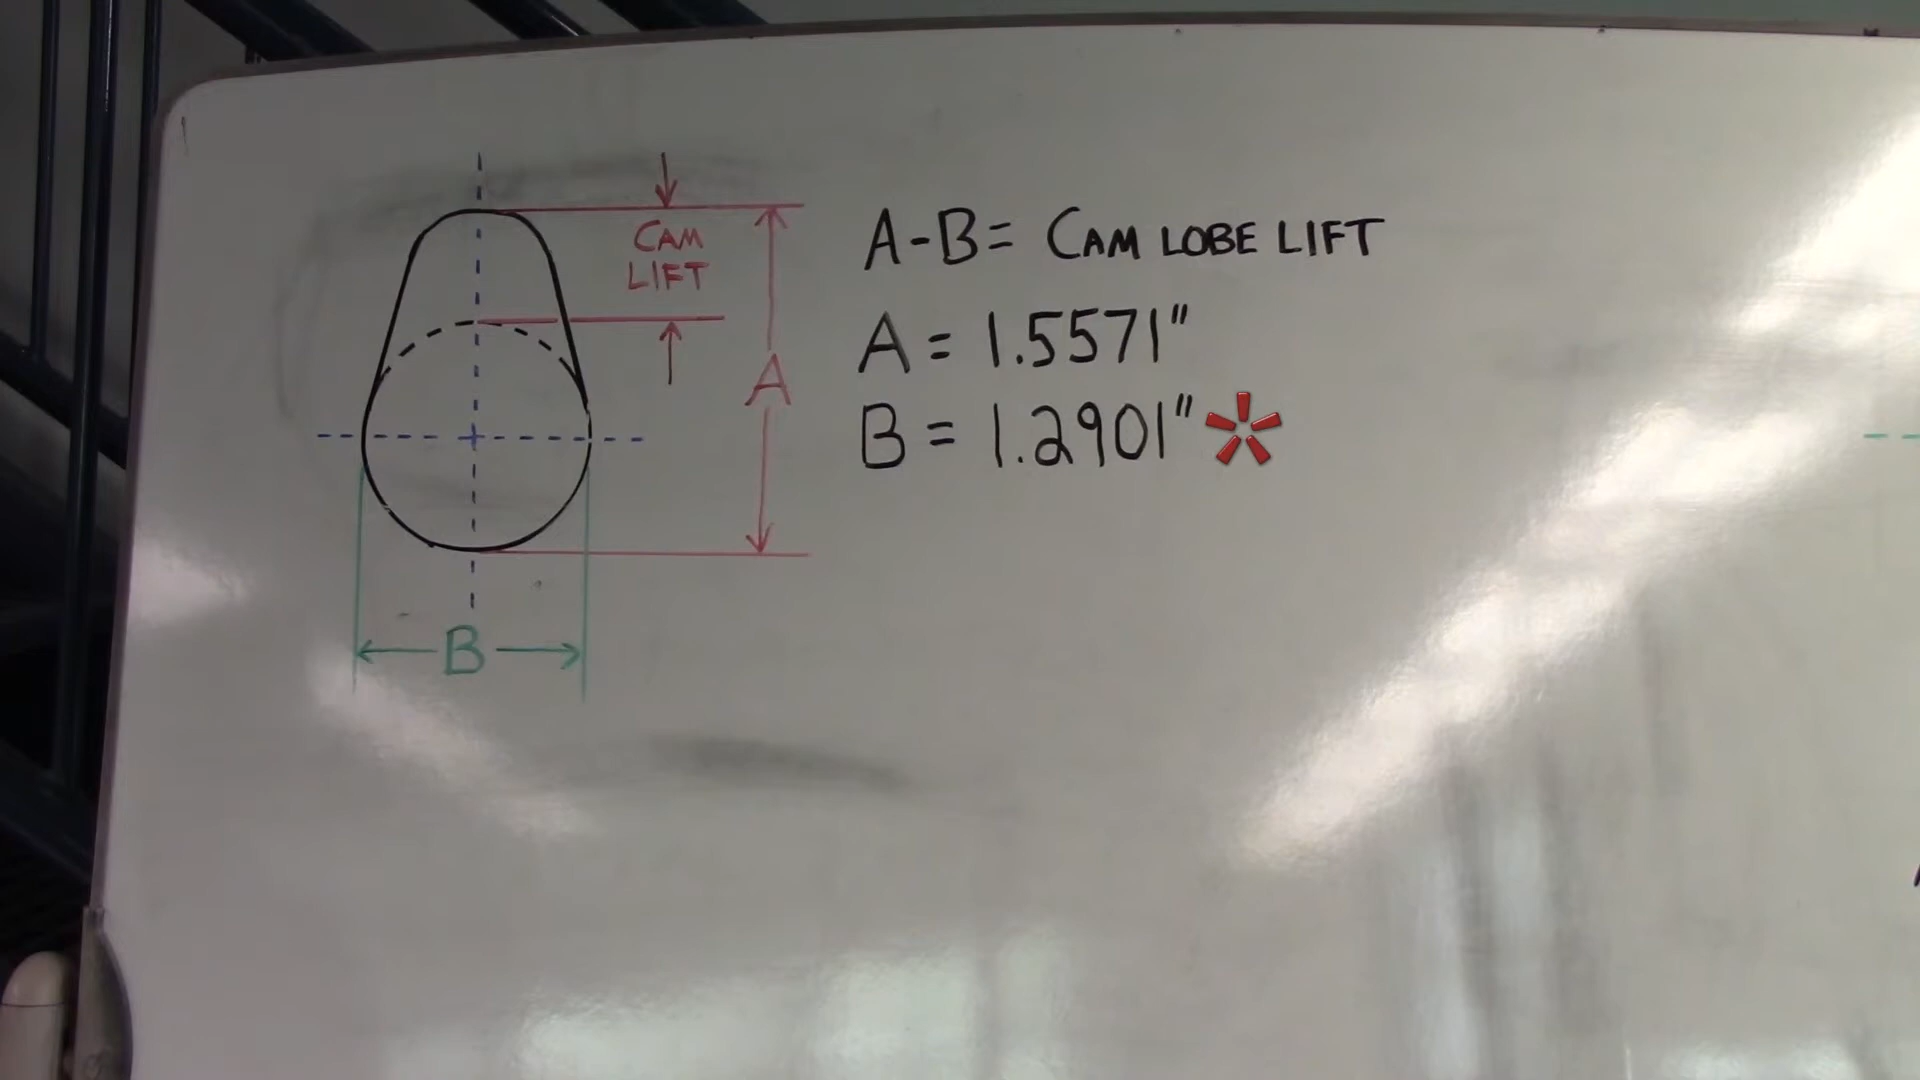 CAM
LIFT
A
B
A-B= CAM LOBE LIFT
A = 1.5571"
B = 1.2901" *